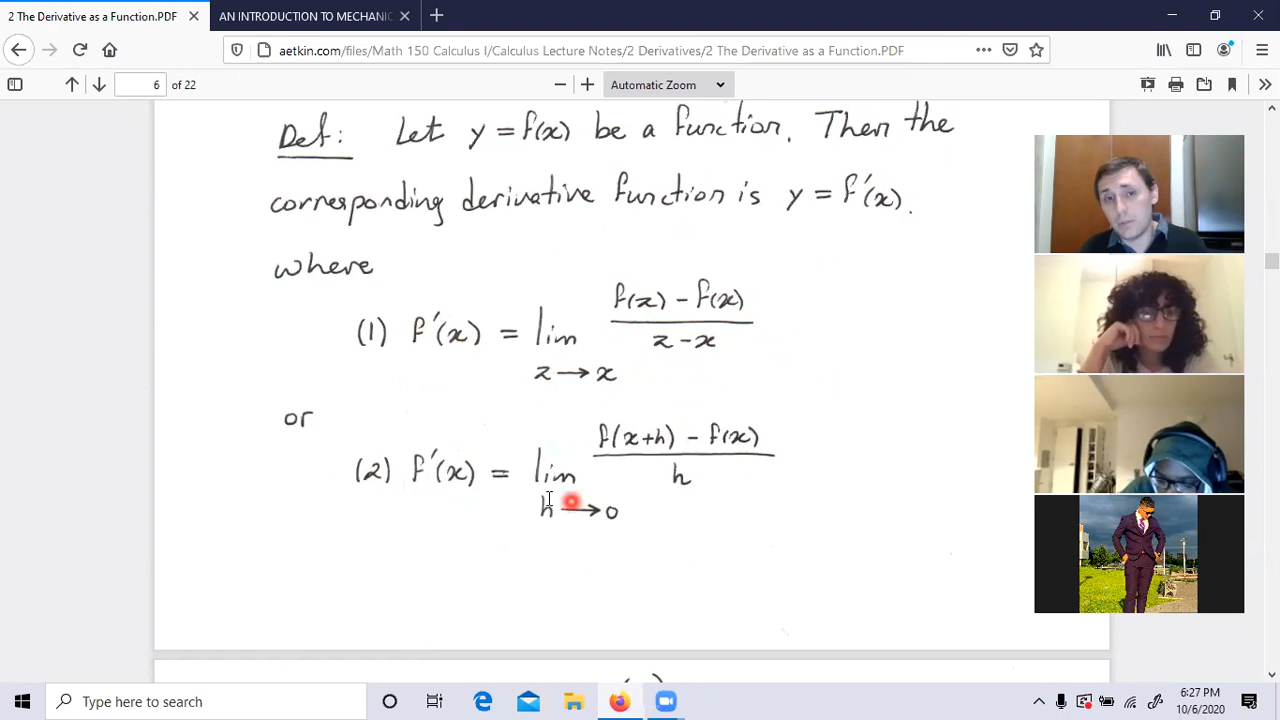 2 The Derivative as a Function.PDF
AN INTRODUCTION TO MECHANIC
aetkin.com/files/Math 150 Calculus I/Calculus Lecture Notes/2 Derivatives/2 The Derivative as a Function.PDF
6 of 22
Automatic Zoom
Def: Let y = f(x) be a function. Then the
corresponding derivative function is y = f'(x).
where
(1) f'(x) = lim f(z) - f(x) / z - x
z → x
or
(2) f'(x) = lim f(x+h) - f(x) / h
h → 0
Type here to search
6:27 PM
10/6/2020